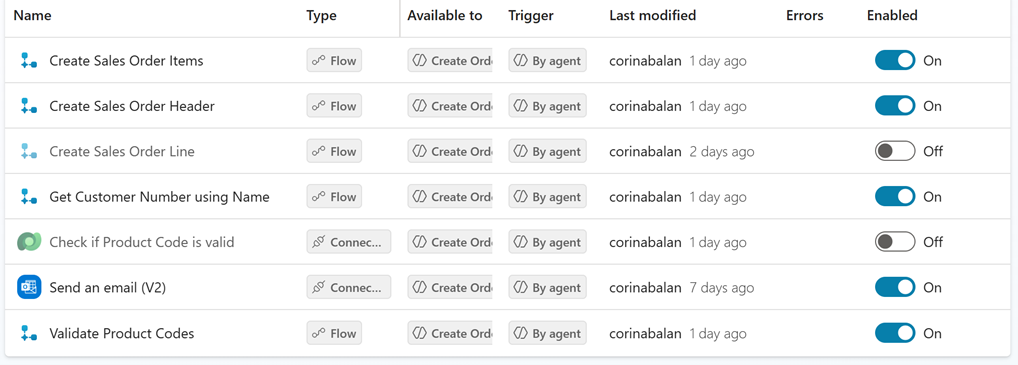 Name Type Available to Trigger Last modified Errors Enabled
Create Sales Order Items Flow Create Ord By agent corinabalan 1 day ago On
Create Sales Order Header Flow Create Ord By agent corinabalan 1 day ago On
Create Sales Order Line Flow Create Ord By agent corinabalan 2 days ago Off
Get Customer Number using Name Flow Create Ord By agent corinabalan 1 day ago On
Check if Product Code is valid Connec... Create Ord By agent corinabalan 1 day ago Off
Send an email (V2) Connec... Create Ord By agent corinabalan 7 days ago On
Validate Product Codes Flow Create Ord By agent corinabalan 1 day ago On